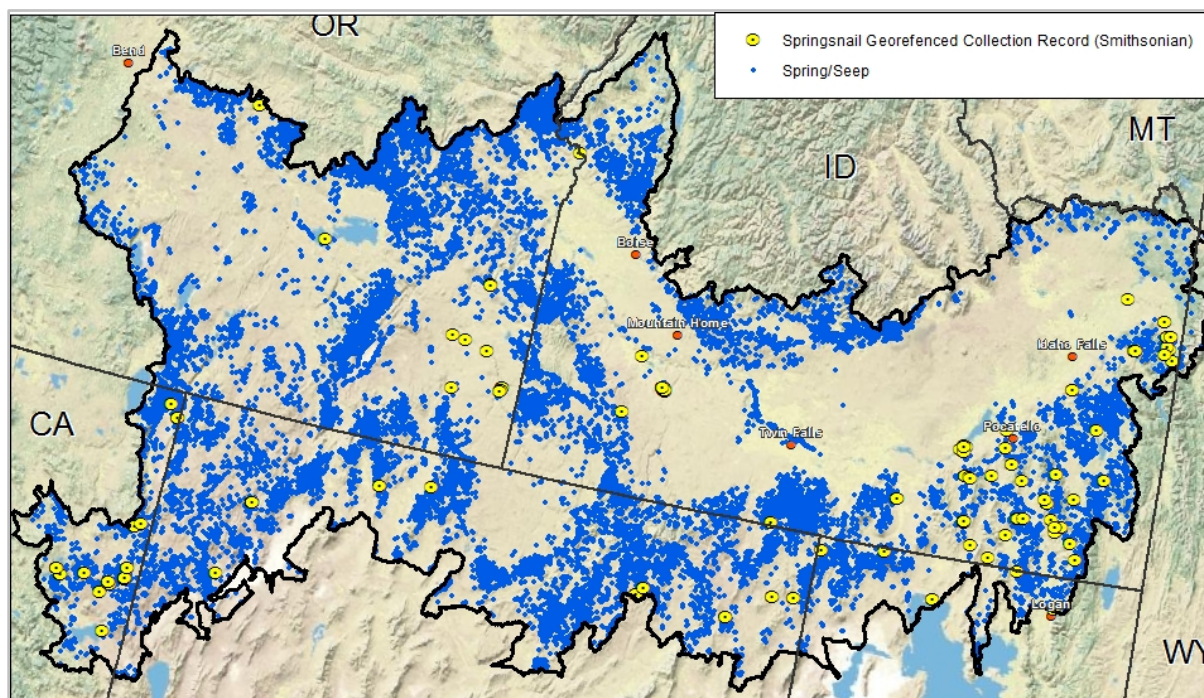 OR
Bend
Springsnail Georefenced Collection Record (Smithsonian)
Spring/Seep
MT
ID
Boise
Mountain Home
Idaho Falls
CA
Twin Falls
Pocatello
Logan
WY